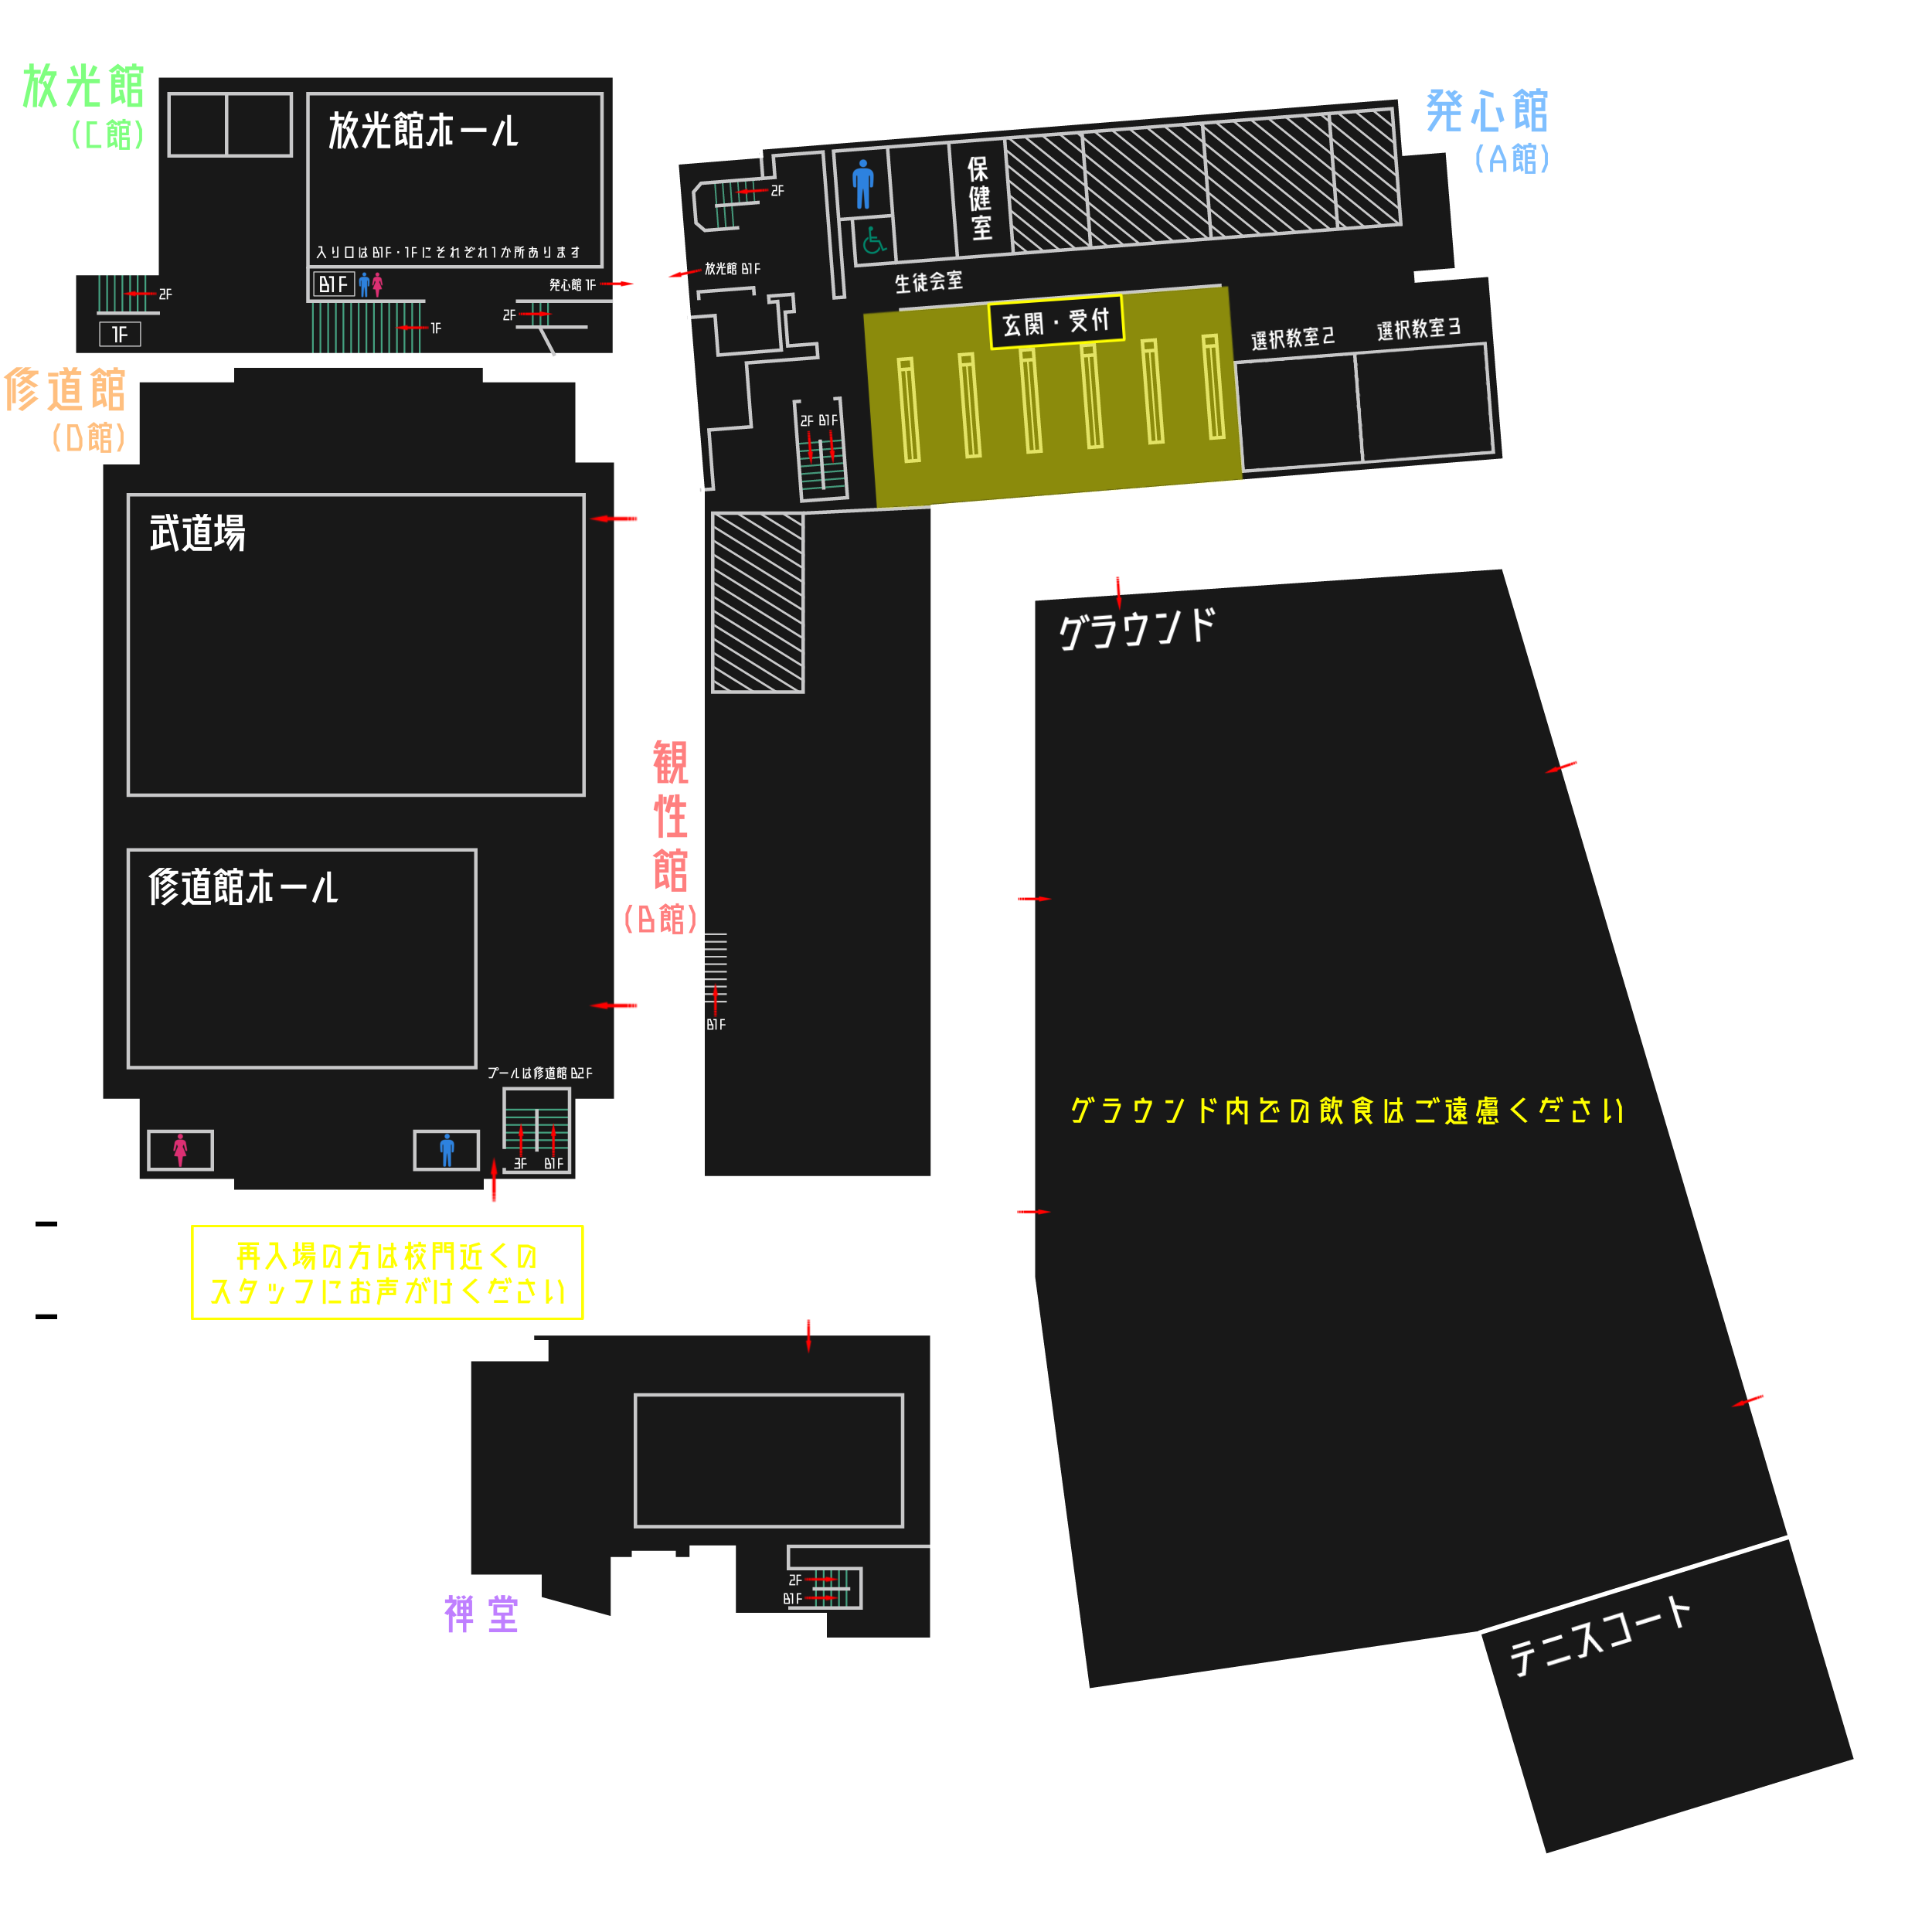 放光館
(C館)
放光館ホール
入り口はB1F・1Fにそれぞれ1か所あります
B1F
発心館 1F
2F
1F
2F
1F
発心館
(A館)
2F
保健室
放光館 B1F
生徒会室
玄関・受付
選択教室2
選択教室3
2F
B1F
修道館
(D館)
武道場
修道館ホール
プールは修道館 B2F
3F
B1F
観性館
(B館)
B1F
グラウンド
グラウンド内での飲食はご遠慮ください
再入場の方は校門近くの
スタッフにお声がけください
2F
B1F
禅堂
テニスコート